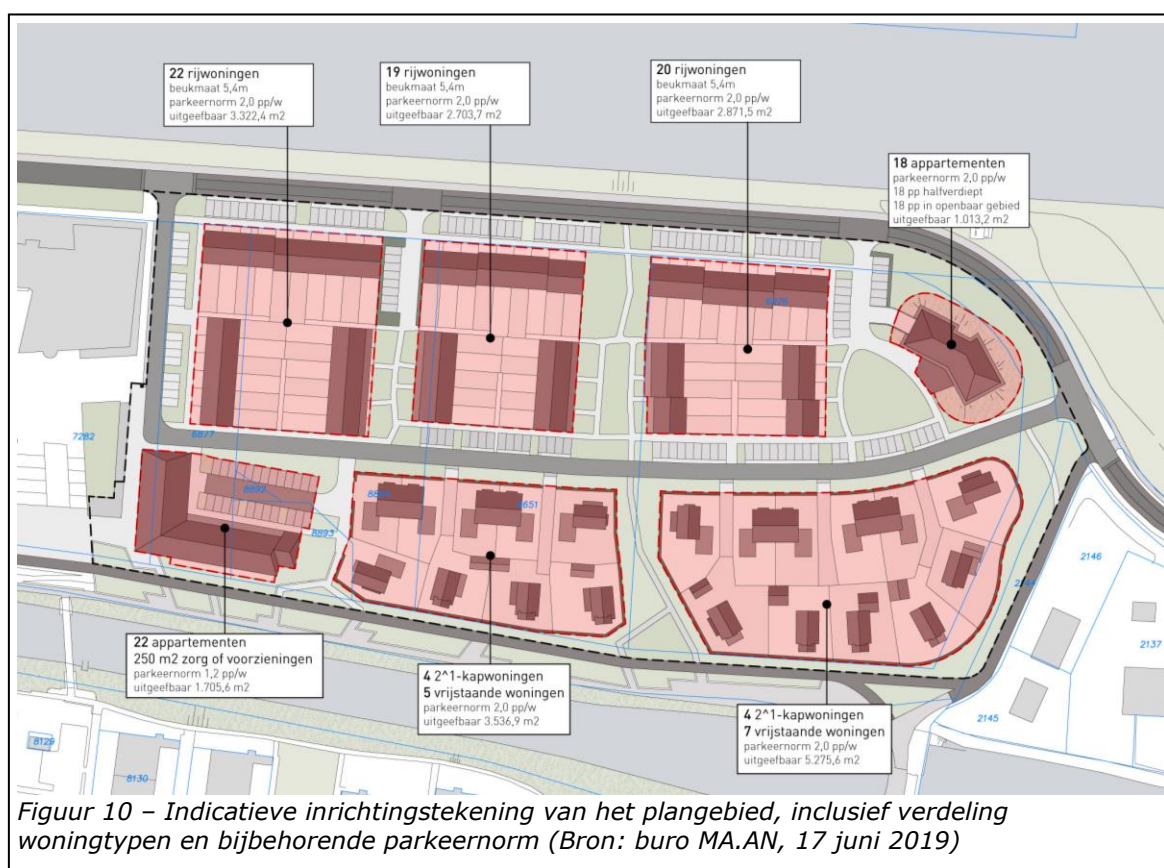 22 rijwoningen
beukmaat 5,4m
parkeernorm 2,0 pp/w
uitgeefbaar 3.322,4 m2
19 rijwoningen
beukmaat 5,4m
parkeernorm 2,0 pp/w
uitgeefbaar 2.703,7 m2
20 rijwoningen
beukmaat 5,4m
parkeernorm 2,0 pp/w
uitgeefbaar 2.871,5 m2
18 appartementen
parkeernorm 2,0 pp/w
18 pp halfverdiept
18 pp in openbaar gebied
uitgeefbaar 1.013,2 m2
7282
6877
8893
2146
2137
2145
8129
8130
22 appartementen
250 m2 zorg of voorzieningen
parkeernorm 1,2 pp/w
uitgeefbaar 1.705,6 m2
4 2^1-kapwoningen
5 vrijstaande woningen
parkeernorm 2,0 pp/w
uitgeefbaar 3.536,9 m2
4 2^1-kapwoningen
7 vrijstaande woningen
parkeernorm 2,0 pp/w
uitgeefbaar 5.275,6 m2
Figuur 10 – Indicatieve inrichtingstekening van het plangebied, inclusief verdeling
woningtypen en bijbehorende parkeernorm (Bron: buro MA.AN, 17 juni 2019)